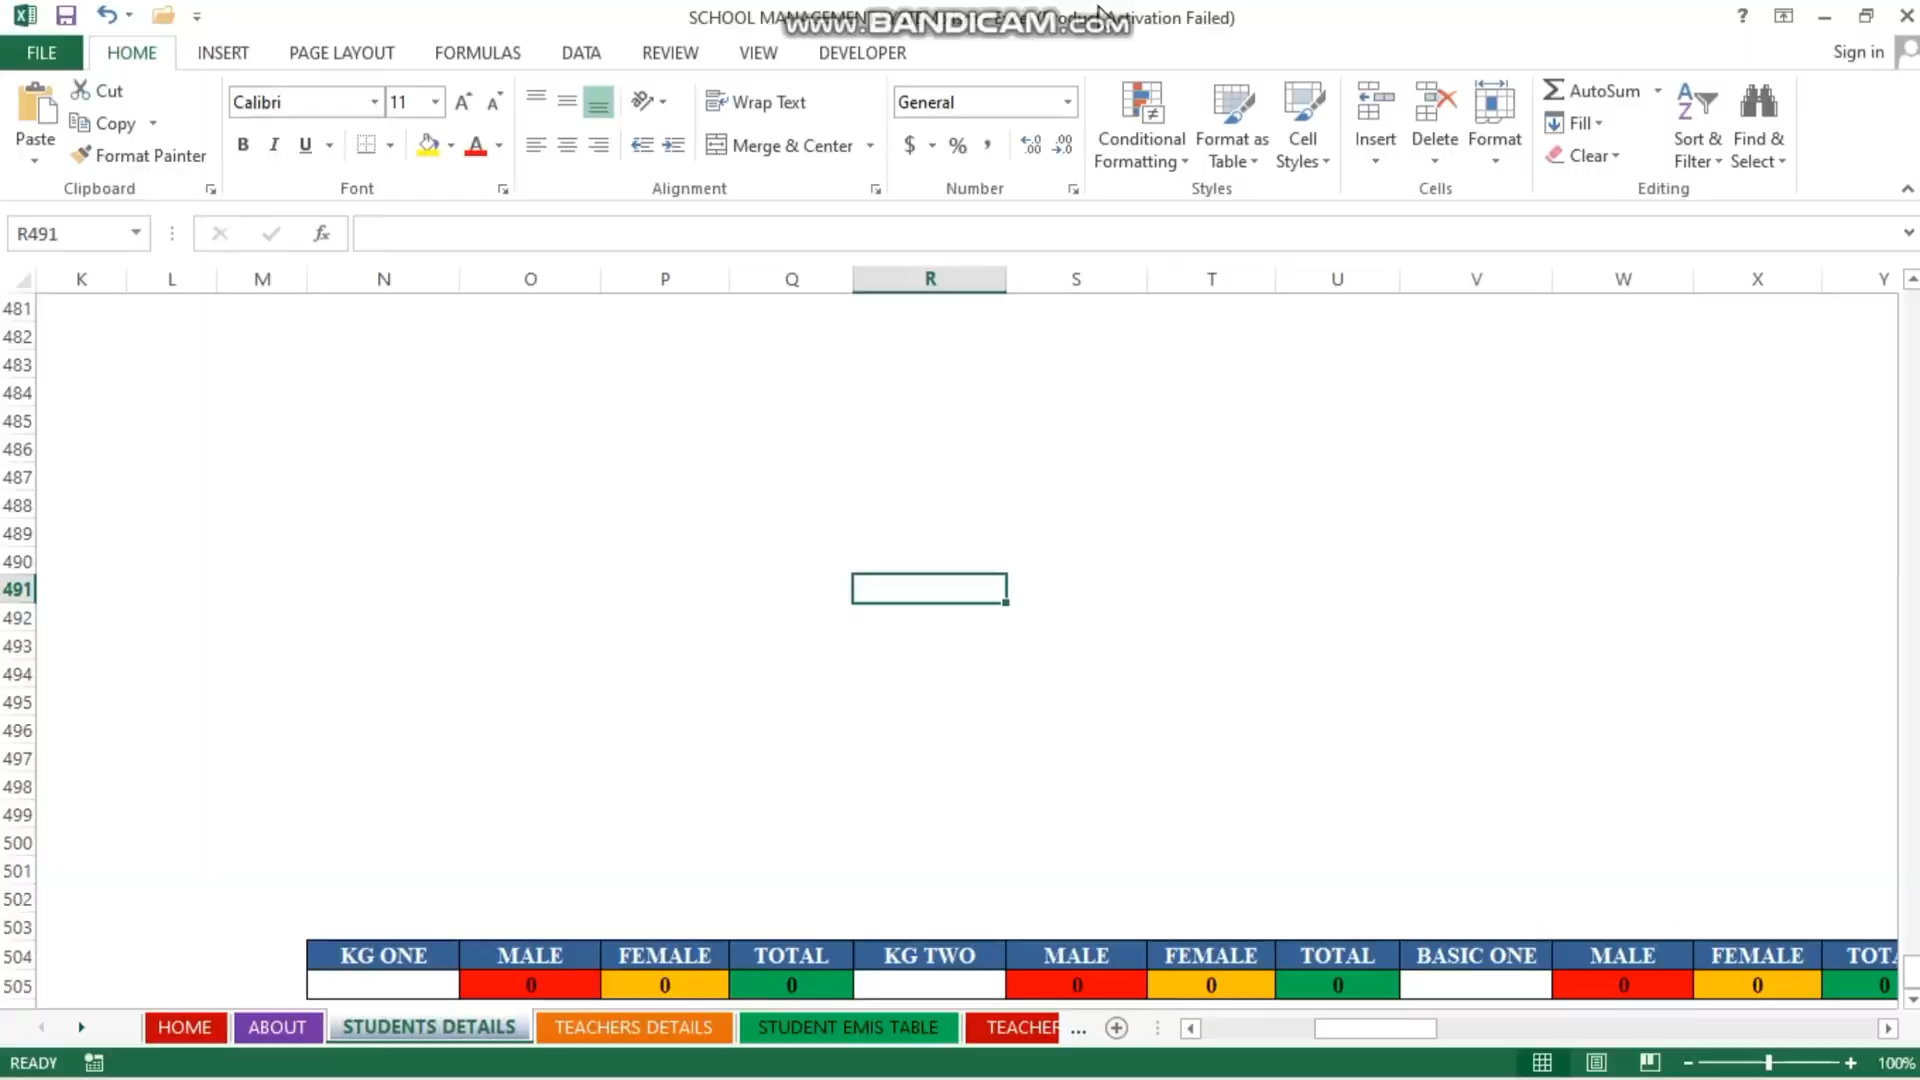 SCHOOL MANAGEMENT
www.BANDICAM.com
Activation Failed)
FILE HOME INSERT PAGE LAYOUT FORMULAS DATA REVIEW VIEW DEVELOPER Sign in
Paste
Cut
Copy
Format Painter
Clipboard
Calibri 11
B I U A
Font
Wrap Text
Merge & Center
Alignment
General
$ % ,
Number
Conditional Formatting
Format as Table
Cell Styles
Styles
Insert Delete Format
Cells
AutoSum
Fill
Clear
Sort & Filter
Find & Select
Editing
R491 fx
K L M N O P Q R S T U V W X Y
481
482
483
484
485
486
487
488
489
490
491
492
493
494
495
496
497
498
499
500
501
502
503
504 KG ONE MALE FEMALE TOTAL KG TWO MALE FEMALE TOTAL BASIC ONE MALE FEMALE TOTA
505 0 0 0 0 0 0 0 0 0
HOME ABOUT STUDENTS DETAILS TEACHERS DETAILS STUDENT EMIS TABLE TEACHER ...
READY 100%